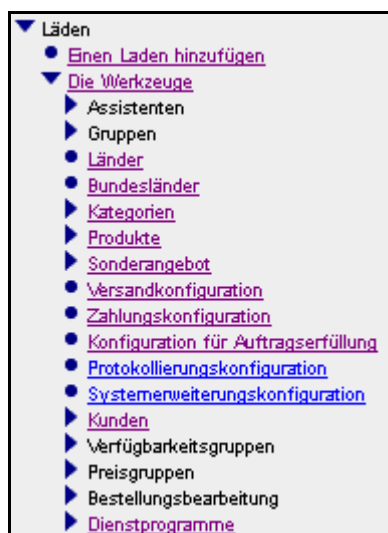 Läden
Einen Laden hinzufügen
Die Werkzeuge
Assistenten
Gruppen
Länder
Bundesländer
Kategorien
Produkte
Sonderangebot
Versandkonfiguration
Zahlungskonfiguration
Konfiguration für Auftragserfüllung
Protokollierungskonfiguration
Systemerweiterungskonfiguration
Kunden
Verfügbarkeitsgruppen
Preisgruppen
Bestellungsbearbeitung
Dienstprogramme